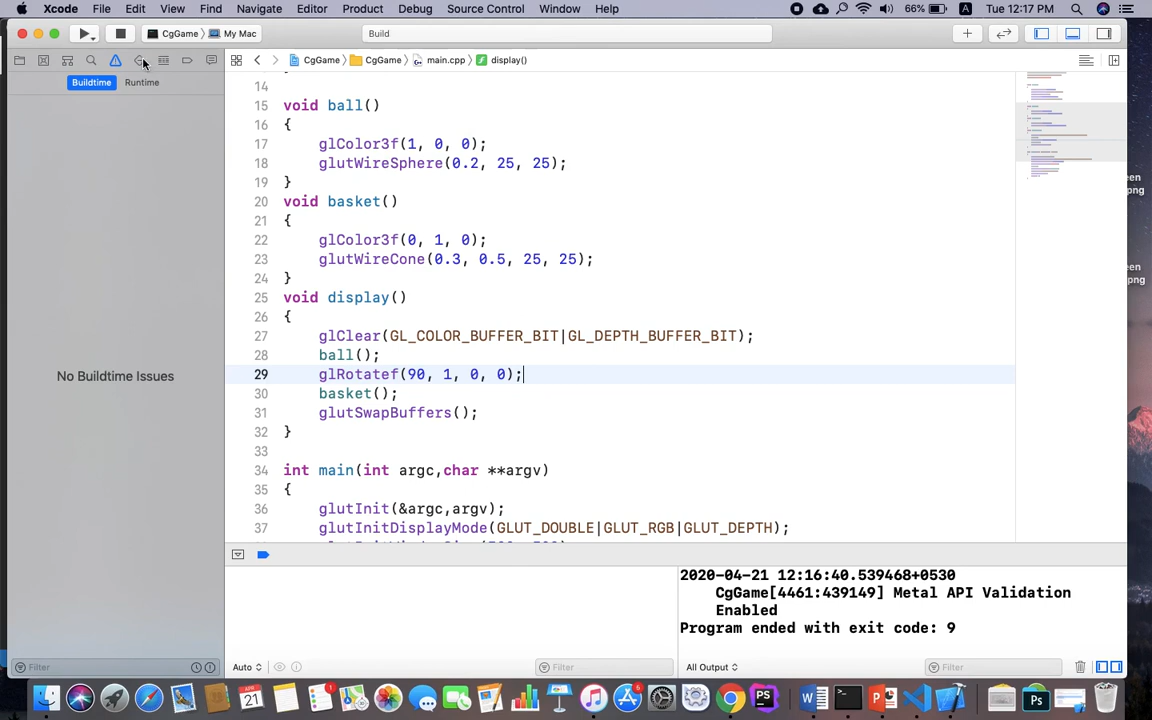 Xcode File Edit View Find Navigate Editor Product Debug Source Control Window Help 66% A Tue 12:17 PM
CgGame My Mac Build
CgGame CgGame main.cpp display()
Buildtime Runtime
14
15 void ball()
16 {
17 glColor3f(1, 0, 0);
18 glutWireSphere(0.2, 25, 25);
19 }
20 void basket()
21 {
22 glColor3f(0, 1, 0);
23 glutWireCone(0.3, 0.5, 25, 25);
24 }
25 void display()
26 {
27 glClear(GL_COLOR_BUFFER_BIT|GL_DEPTH_BUFFER_BIT);
28 ball();
29 glRotatef(90, 1, 0, 0);
30 basket();
31 glutSwapBuffers();
32 }
33
34 int main(int argc,char **argv)
35 {
36 glutInit(&argc,argv);
37 glutInitDisplayMode(GLUT_DOUBLE|GLUT_RGB|GLUT_DEPTH);
No Buildtime Issues
een
png
een
png
2020-04-21 12:16:40.539468+0530
CgGame[4461:439149] Metal API Validation
Enabled
Program ended with exit code: 9
Filter Auto Filter All Output Filter